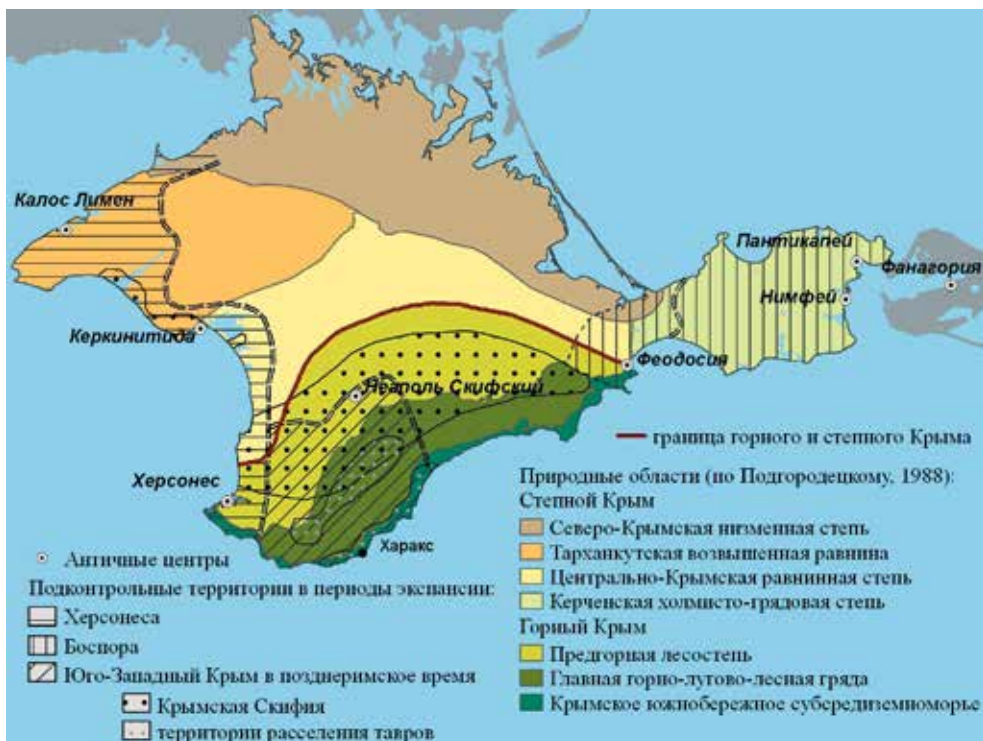 Калос Лимен
Пантикапей
Фанагория
Нимфей
Керкинитида
Феодосия
Неаполь Скифский
Херсонес
Харакс
граница горного и степного Крыма
Природные области (по Подгородецкому, 1988):
Степной Крым
Северо-Крымская низменная степь
Тарханкутская возвышенная равнина
Центрально-Крымская равнинная степь
Керченская холмисто-грядовая степь
Горный Крым
Предгорная лесостепь
Главная горно-лугово-лесная гряда
Крымское южнобережное субередиземноморье
Античные центры
Подконтрольные территории в периоды экспансии:
Херсонеса
Боспора
Юго-Западный Крым в позднеримское время
Крымская Скифия
территории расселения тавров